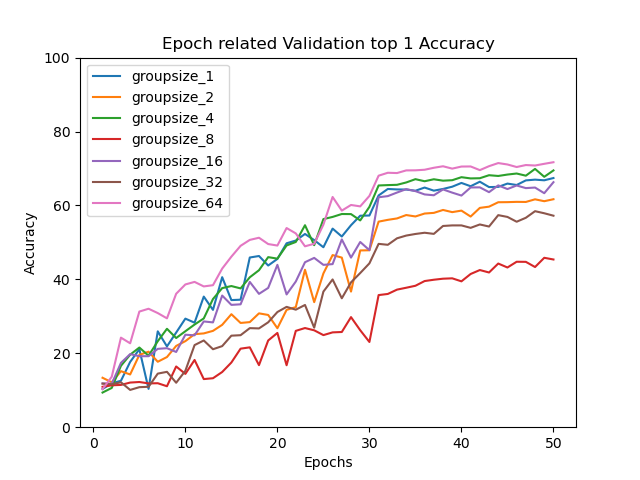 Epoch related Validation top 1 Accuracy
100
80
60
40
20
0
Accuracy
groupsize_1
groupsize_2
groupsize_4
groupsize_8
groupsize_16
groupsize_32
groupsize_64
0 10 20 30 40 50
Epochs